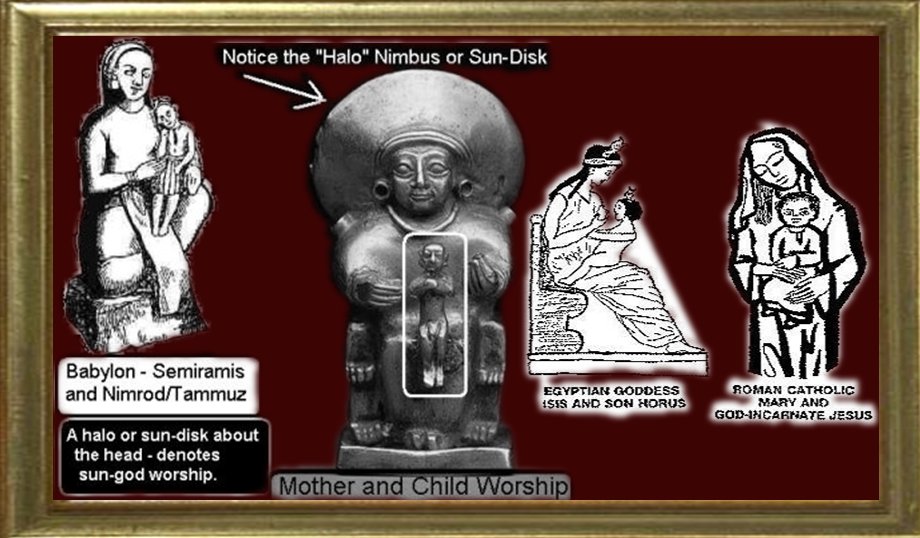 Notice the "Halo" Nimbus or Sun-Disk
Babylon - Semiramis
and Nimrod/Tammuz
A halo or sun-disk about
the head - denotes
sun-god worship.
Mother and Child Worship
EGYPTIAN GODDESS
ISIS AND SON HORUS
ROMAN CATHOLIC
MARY AND
GOD-INCARNATE JESUS